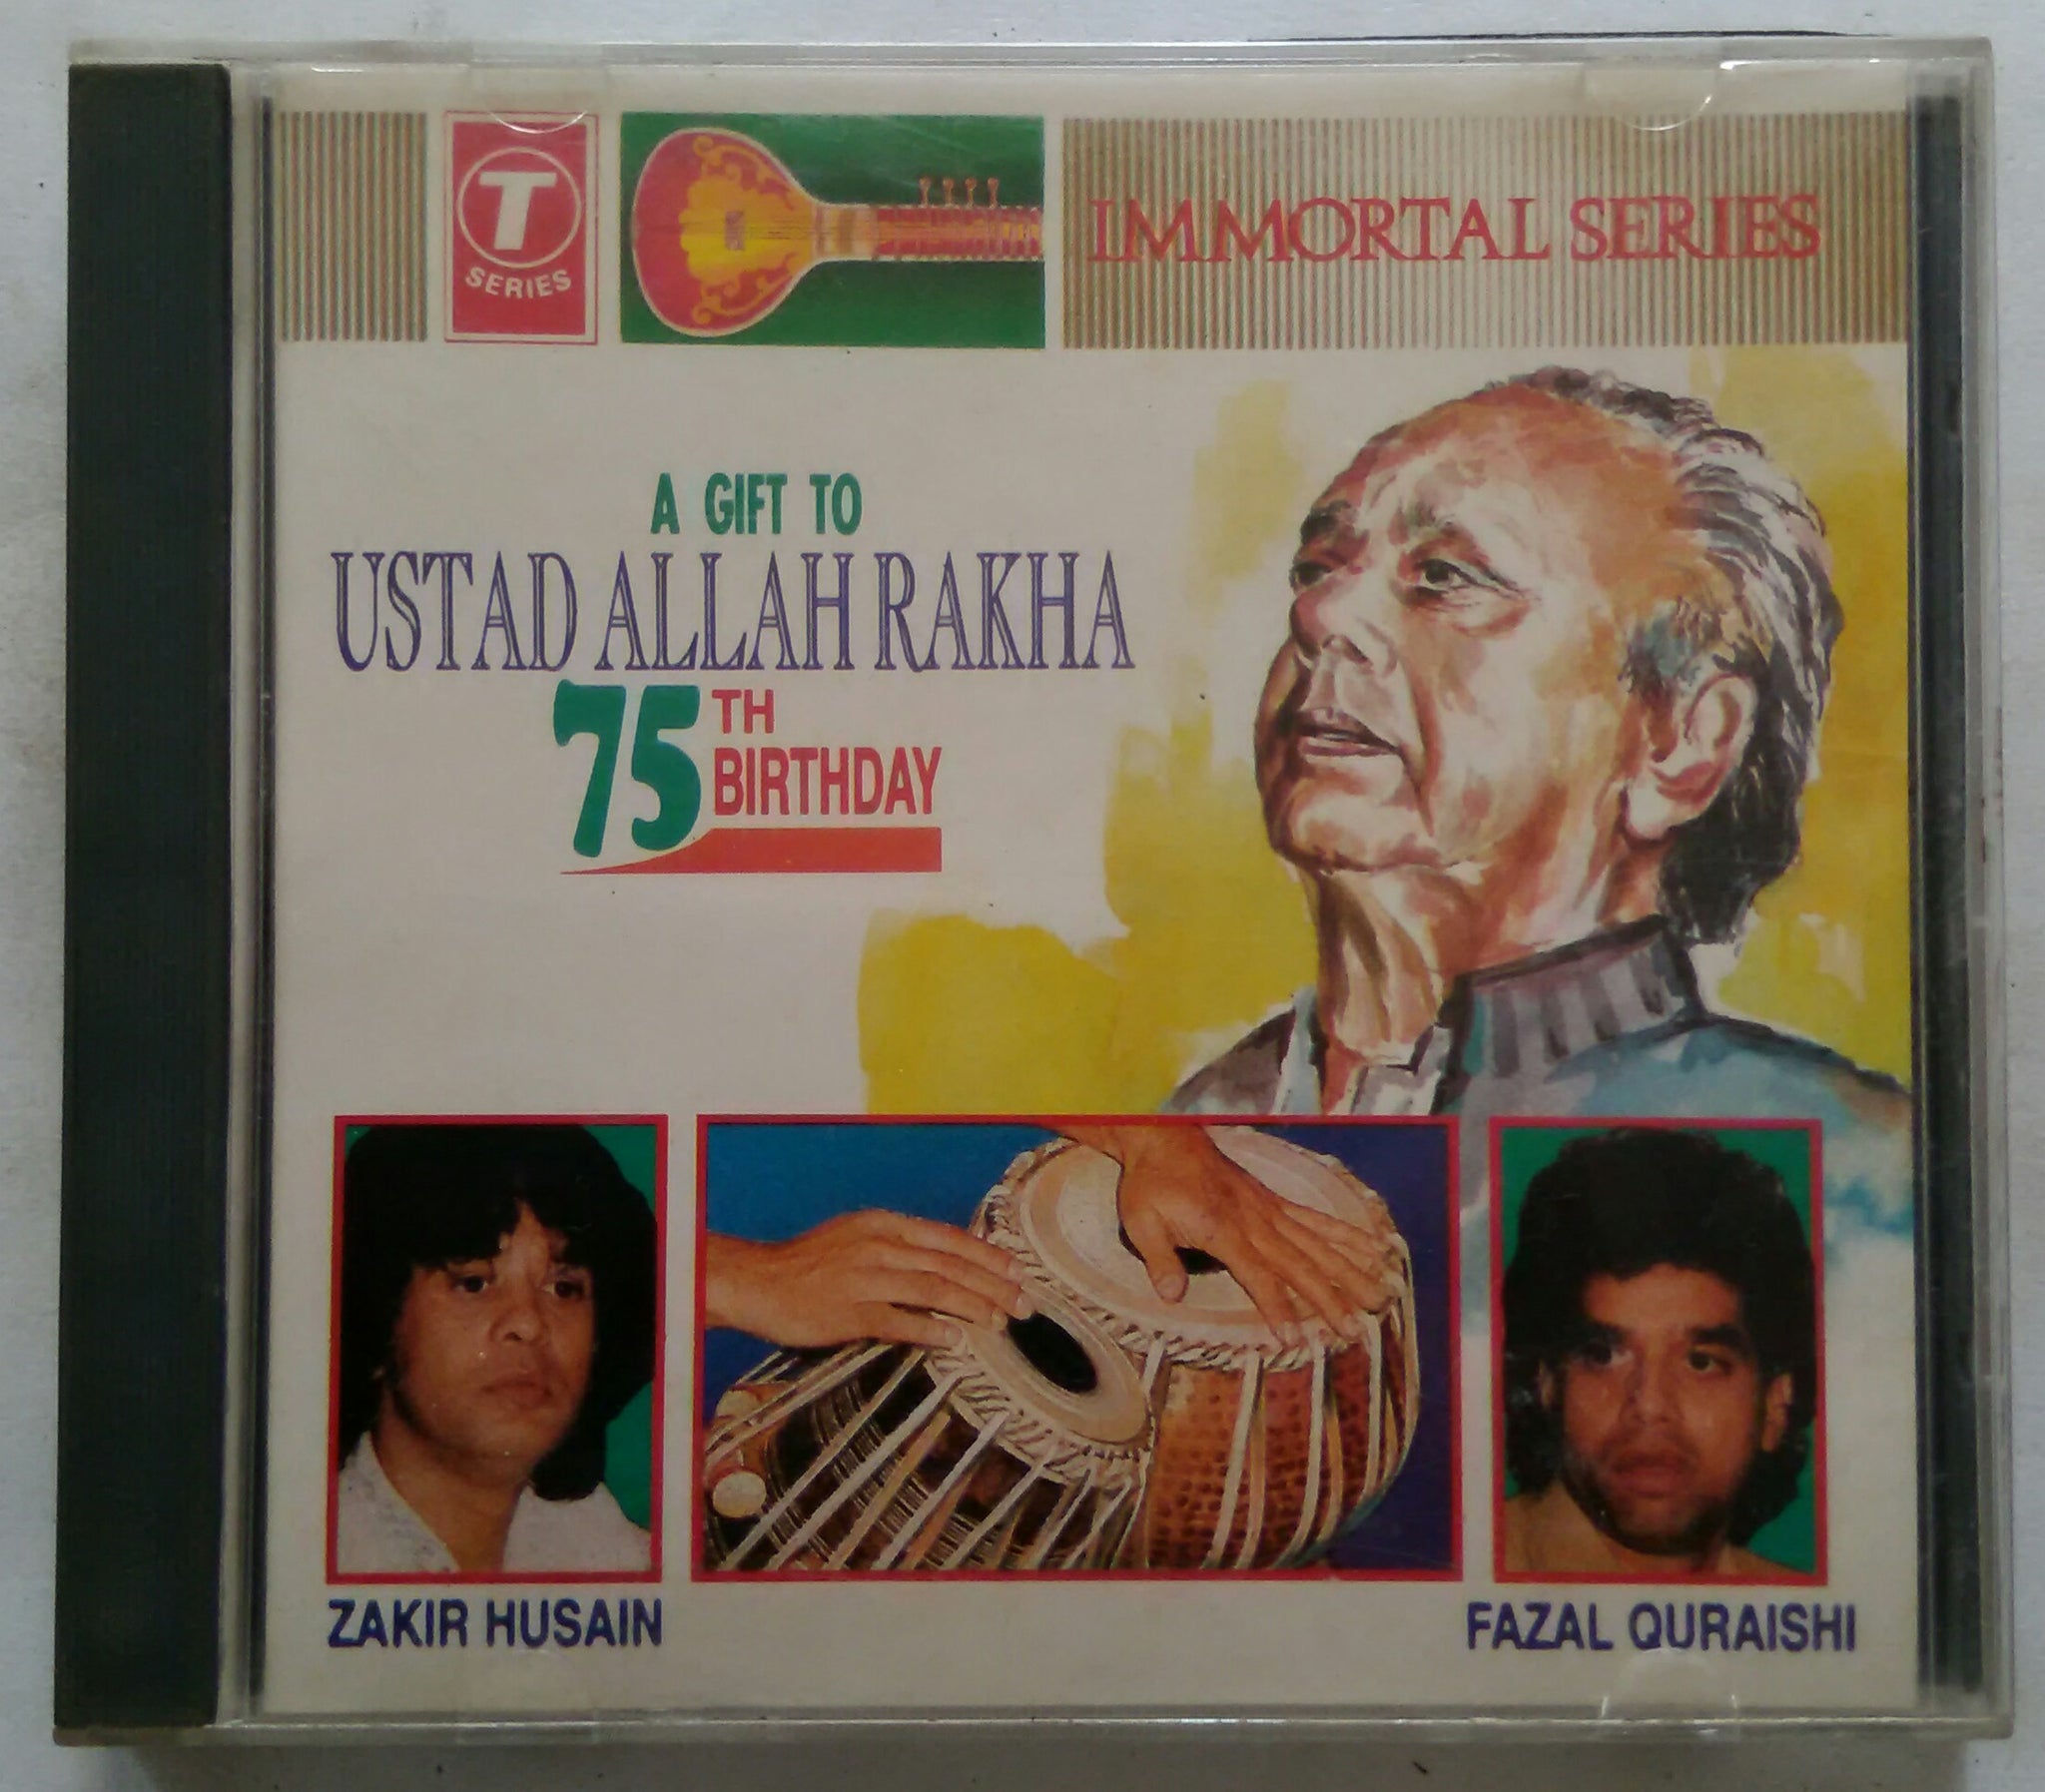 T
SERIES
IMMORTAL SERIES
A GIFT TO
USTAD ALLAH RAKHA
75TH
BIRTHDAY
ZAKIR HUSAIN
FAZAL QURAISHI